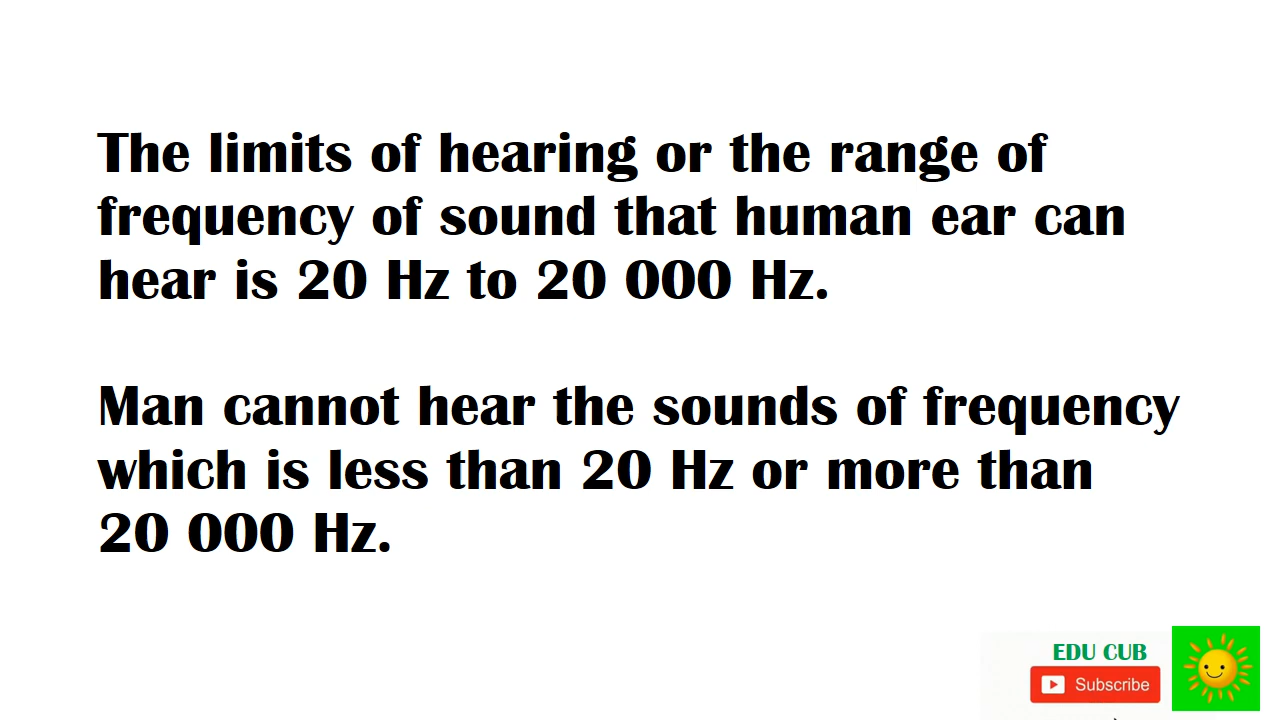 The limits of hearing or the range of
frequency of sound that human ear can
hear is 20 Hz to 20 000 Hz.
Man cannot hear the sounds of frequency
which is less than 20 Hz or more than
20 000 Hz.
EDU CUB
Subscribe